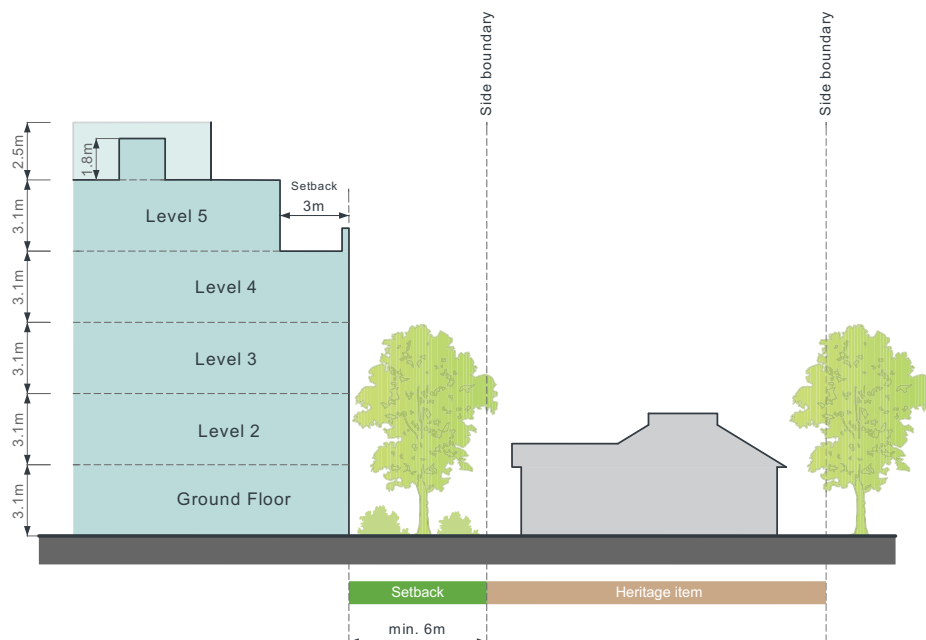 Side boundary
Side boundary
2.5m
1.8m
Setback
3m
3.1m
Level 5
3.1m
Level 4
3.1m
Level 3
3.1m
Level 2
3.1m
Ground Floor
Setback
Heritage item
min. 6m